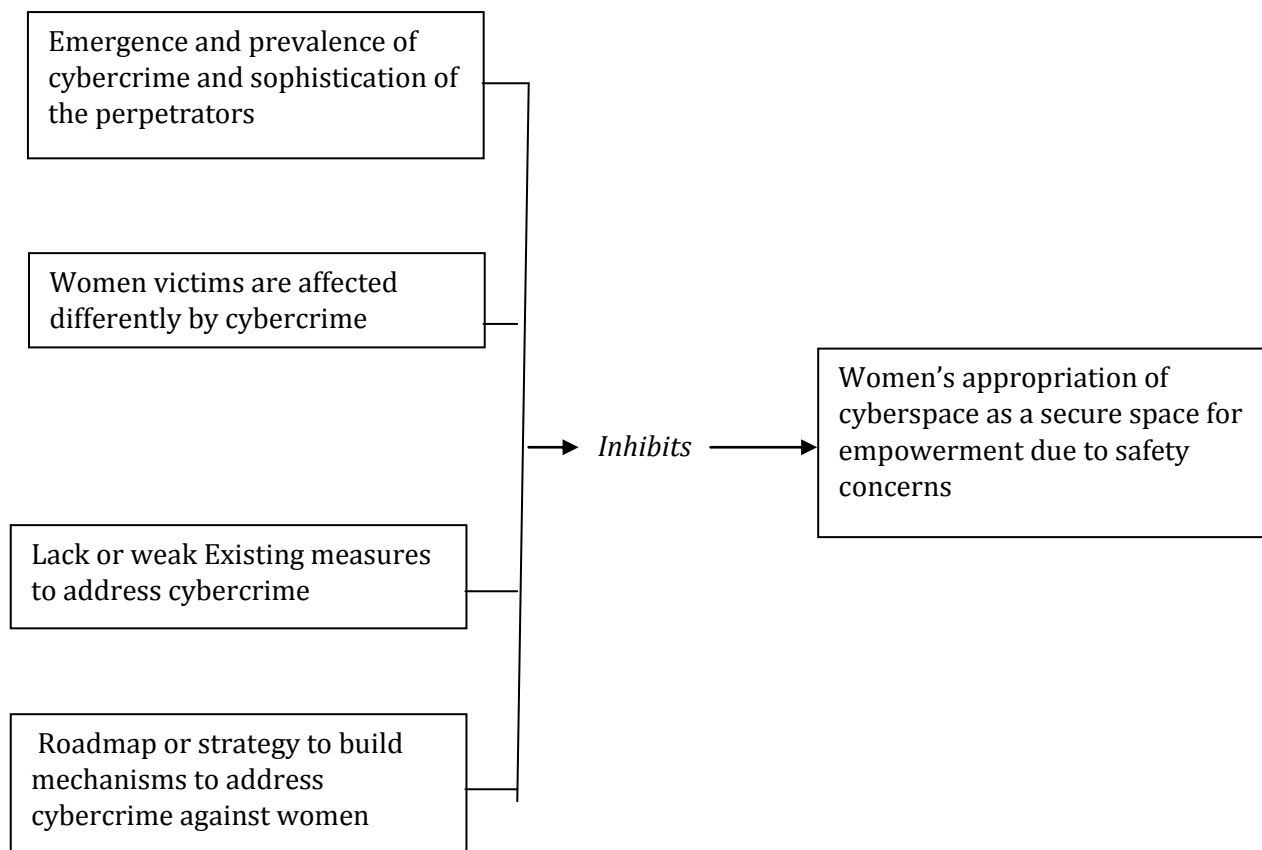 Emergence and prevalence of
cybercrime and sophistication of
the perpetrators
Women victims are affected
differently by cybercrime
Inhibits
Women’s appropriation of
cyberspace as a secure space for
empowerment due to safety
concerns
Lack or weak Existing measures
to address cybercrime
Roadmap or strategy to build
mechanisms to address
cybercrime against women